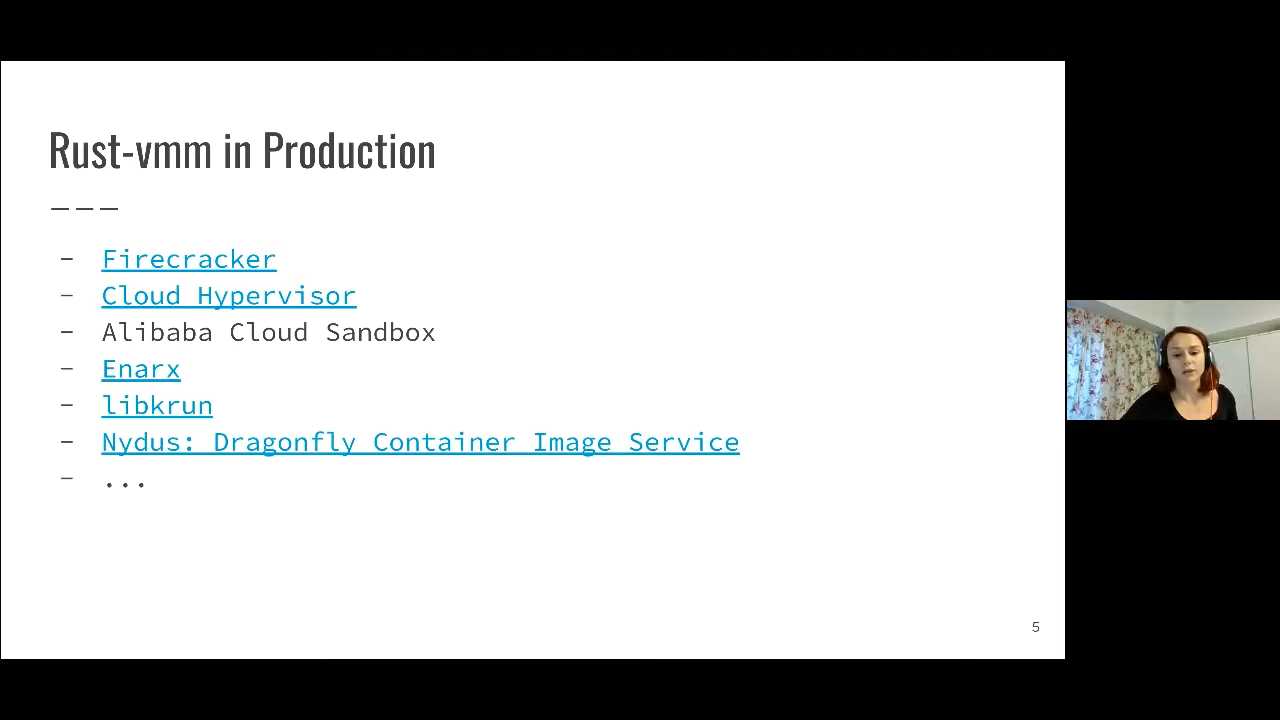 Rust-vmm in Production
– Firecracker
– Cloud Hypervisor
– Alibaba Cloud Sandbox
– Enarx
– libkrun
– Nydus: Dragonfly Container Image Service
– ...
5